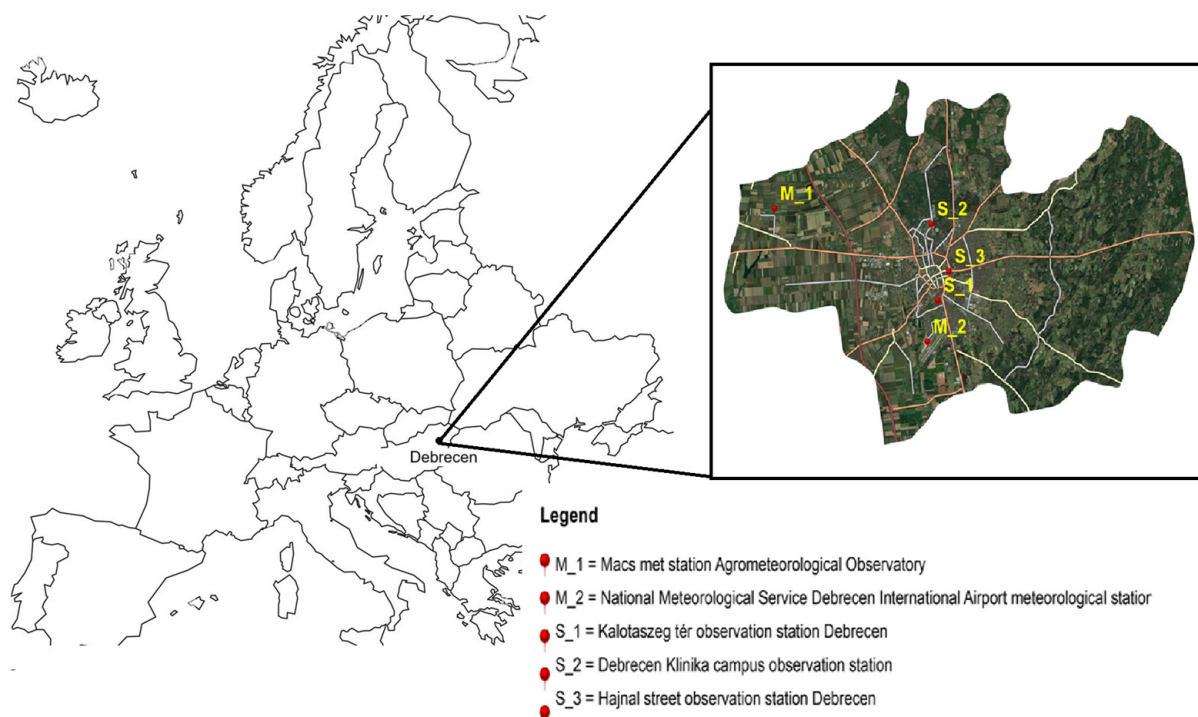 M_1
S_2
S_3
S_1
M_2
Debrecen
Legend
M_1 = Macs met station Agrometeorological Observatory
M_2 = National Meteorological Service Debrecen International Airport meteorological station
S_1 = Kalotaszeg tér observation station Debrecen
S_2 = Debrecen Klinika campus observation station
S_3 = Hajnal street observation station Debrecen